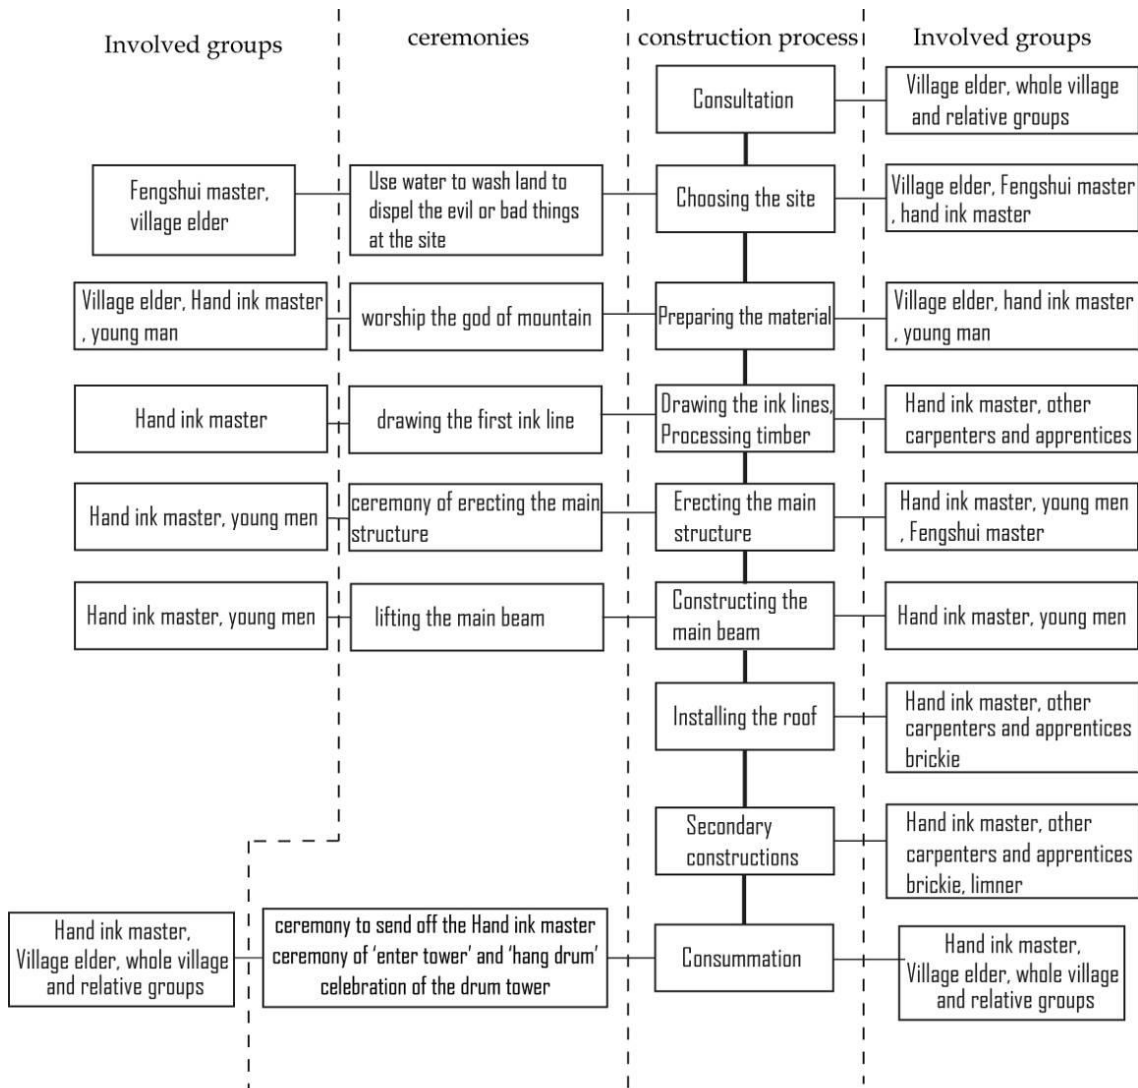 Involved groups
ceremonies
construction process
Involved groups
Consultation
Village elder, whole village
and relative groups
Fengshui master,
village elder
Use water to wash land to
dispel the evil or bad things
at the site
Choosing the site
Village elder, Fengshui master
, hand ink master
Village elder, Hand ink master
, young man
worship the god of mountain
Preparing the material
Village elder, hand ink master
, young man
Hand ink master
drawing the first ink line
Drawing the ink lines,
Processing timber
Hand ink master, other
carpenters and apprentices
Hand ink master, young men
ceremony of erecting the main
structure
Erecting the main
structure
Hand ink master, young men
, Fengshui master
Hand ink master, young men
lifting the main beam
Constructing the
main beam
Hand ink master, young men
Installing the roof
Hand ink master, other
carpenters and apprentices
brickie
Secondary
constructions
Hand ink master, other
carpenters and apprentices
brickie, limner
Hand ink master,
Village elder, whole village
and relative groups
ceremony to send off the Hand ink master
ceremony of ‘enter tower’ and ‘hang drum’
celebration of the drum tower
Consummation
Hand ink master,
Village elder, whole village
and relative groups